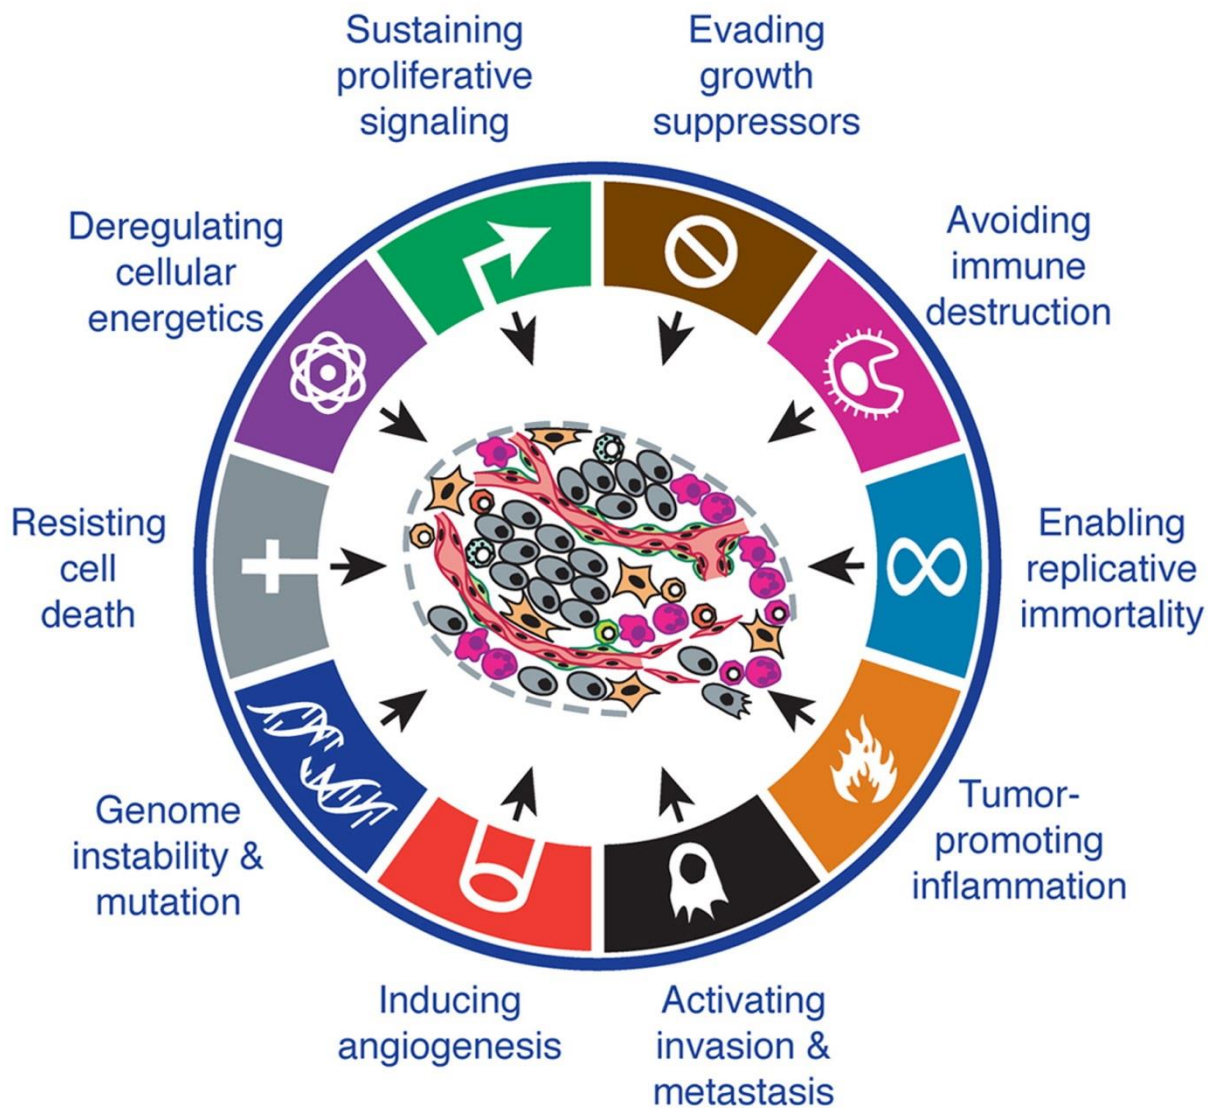 Sustaining
proliferative
signaling
Evading
growth
suppressors
Avoiding
immune
destruction
Enabling
replicative
immortality
Tumor-
promoting
inflammation
Activating
invasion &
metastasis
Inducing
angiogenesis
Genome
instability &
mutation
Resisting
cell
death
Deregulating
cellular
energetics